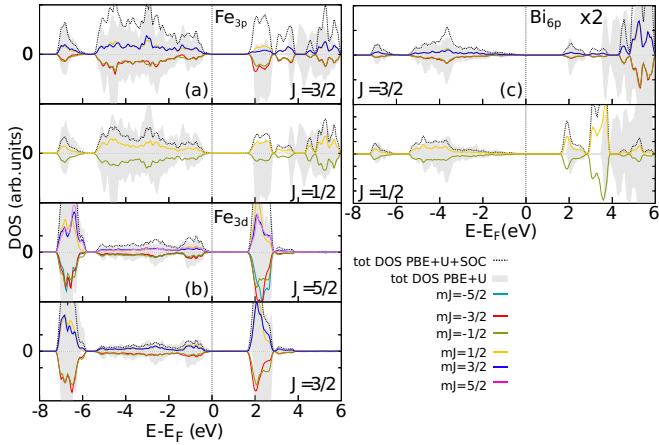 Fe3p
0
(a)
J =3/2
0
J =1/2
Fe3d
0
(b)
J =5/2
0
J =3/2
DOS (arb.units)
-8 -6 -4 -2 0 2 4 6
E-EF (eV)
Bi6p x2
0
J =3/2
(c)
0
J =1/2
-8 -6 -4 -2 0 2 4 6
E-EF(eV)
tot DOS PBE+U+SOC
tot DOS PBE+U
mJ=-5/2
mJ=-3/2
mJ=-1/2
mJ=1/2
mJ=3/2
mJ=5/2